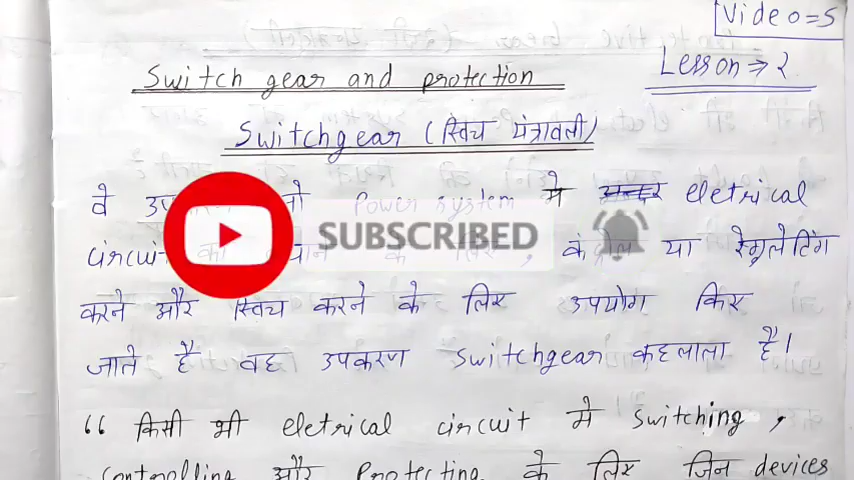 Video=5
Lesson⇒2
Switch gear and protection
Switchgear (स्विच यंत्रावली)
वे जो Power system मे eletrical
circuit के लिए, कंट्रोल या रेगुलेटिंग
करने और स्विच करने के लिए उपयोग किए
जाते है वह उपकरण switchgear कहलाता है।
SUBSCRIBED
“ किसी भी eletrical circuit मे switching,
controlling और Protecting के लिए जिन devices